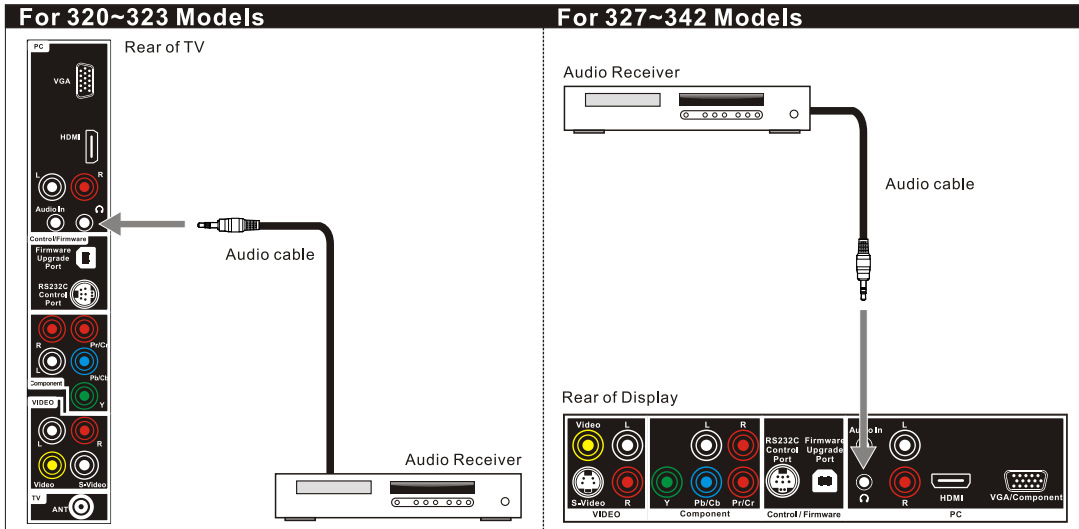 For 320~323 Models
Rear of TV
PC
VGA
HDMI
L
R
Audio In
Control/Firmware
Firmware
Upgrade
Port
RS232C
Control
Port
R
Pr/Cr
L
Pb/Cb
Component
Y
VIDEO
L
R
Video
S-Video
TV
ANT
Audio cable
Audio Receiver
For 327~342 Models
Audio Receiver
Audio cable
Rear of Display
Video
L
L
R
RS232C
Control
Port
Firmware
Upgrade
Port
Audio In
L
S-Video
R
Y
Pb/Cb
Pr/Cr
R
HDMI
VGA/Component
VIDEO
Component
Control / Firmware
PC